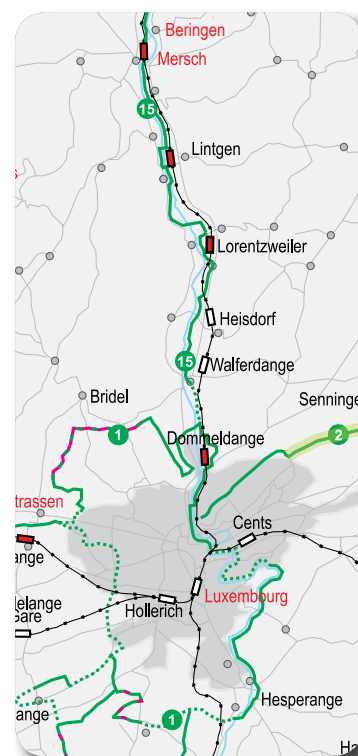 Beringen
Mersch
15
Lintgen
Lorentzweiler
Heisdorf
15
Walferdange
Bridel
Senninge
1
2
Dommeldange
trassen
Cents
ange
Luxembourg
elange
Hollerich
Gare
Hesperange
ange
1